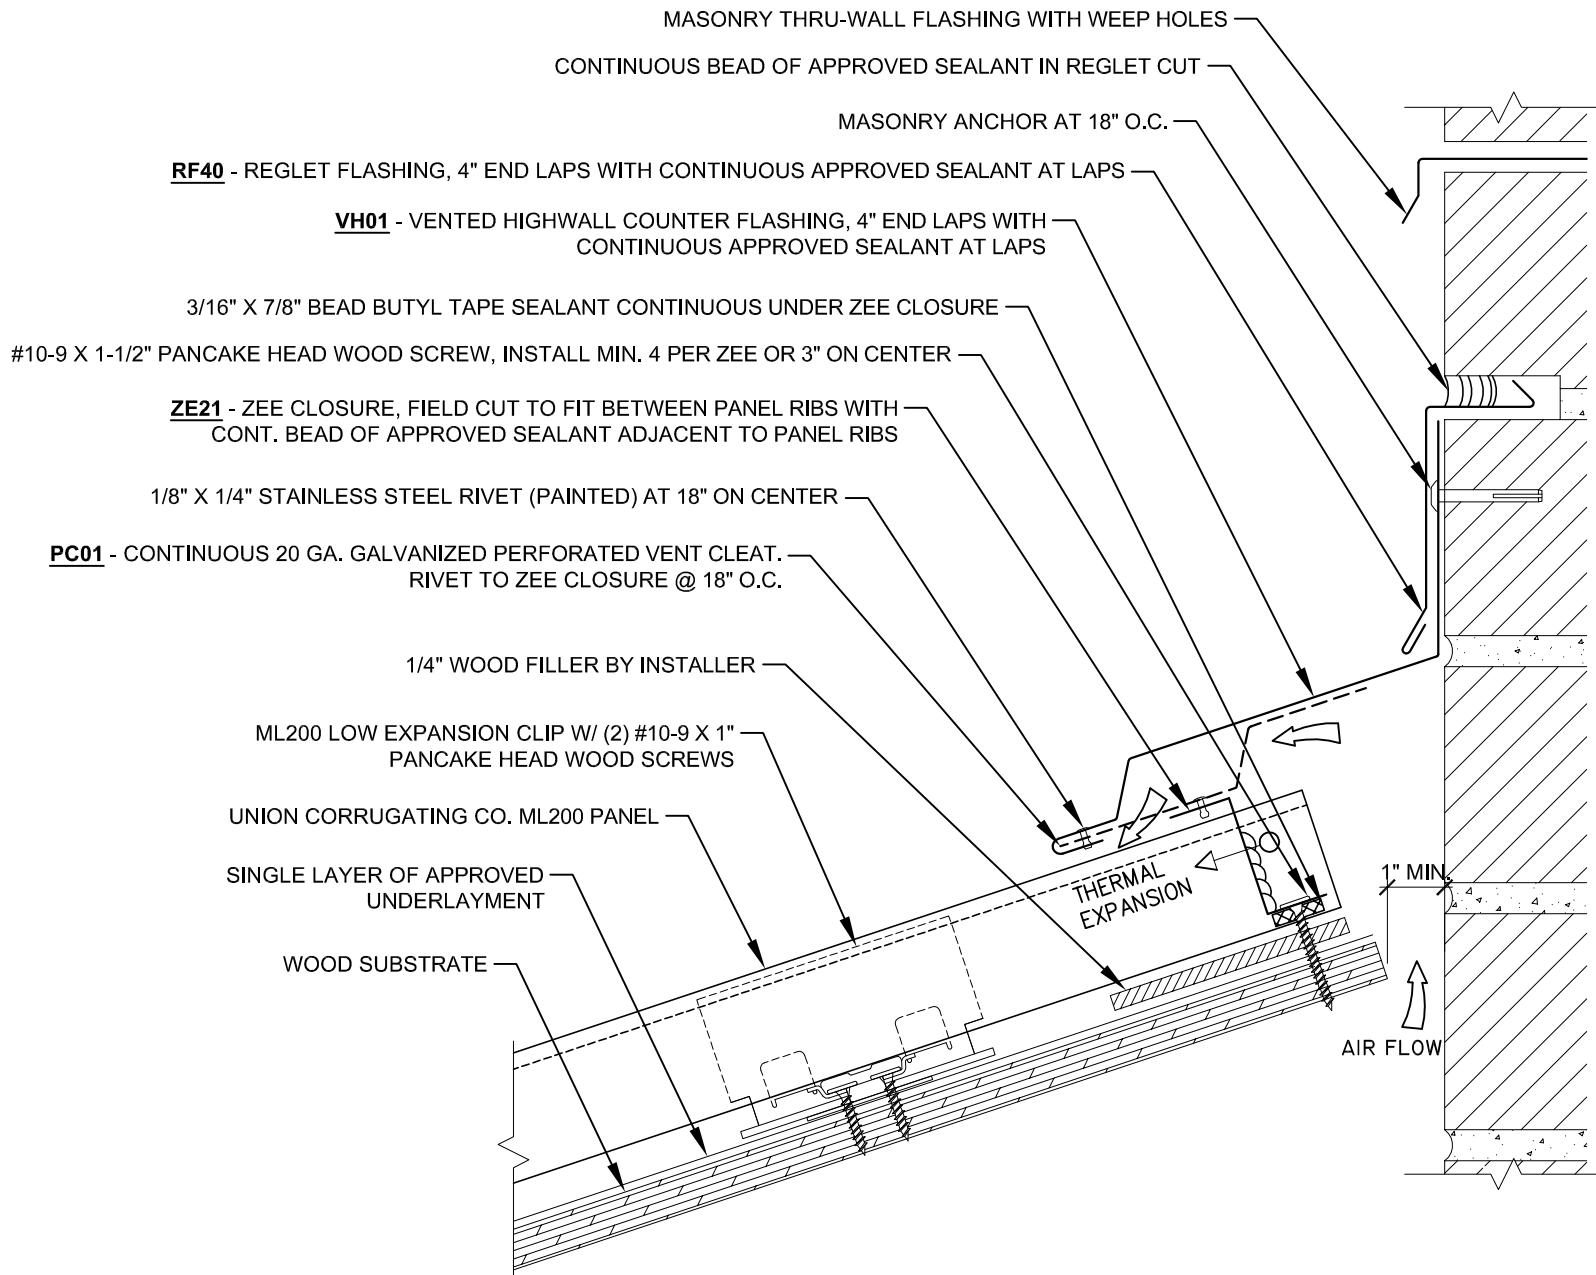 MASONRY THRU-WALL FLASHING WITH WEEP HOLES
CONTINUOUS BEAD OF APPROVED SEALANT IN REGLET CUT
MASONRY ANCHOR AT 18" O.C.
RF40 - REGLET FLASHING, 4" END LAPS WITH CONTINUOUS APPROVED SEALANT AT LAPS
VH01 - VENTED HIGHWALL COUNTER FLASHING, 4" END LAPS WITH
CONTINUOUS APPROVED SEALANT AT LAPS
3/16" X 7/8" BEAD BUTYL TAPE SEALANT CONTINUOUS UNDER ZEE CLOSURE
#10-9 X 1-1/2" PANCAKE HEAD WOOD SCREW, INSTALL MIN. 4 PER ZEE OR 3" ON CENTER
ZE21 - ZEE CLOSURE, FIELD CUT TO FIT BETWEEN PANEL RIBS WITH
CONT. BEAD OF APPROVED SEALANT ADJACENT TO PANEL RIBS
1/8" X 1/4" STAINLESS STEEL RIVET (PAINTED) AT 18" ON CENTER
PC01 - CONTINUOUS 20 GA. GALVANIZED PERFORATED VENT CLEAT.
RIVET TO ZEE CLOSURE @ 18" O.C.
1/4" WOOD FILLER BY INSTALLER
ML200 LOW EXPANSION CLIP W/ (2) #10-9 X 1"
PANCAKE HEAD WOOD SCREWS
UNION CORRUGATING CO. ML200 PANEL
SINGLE LAYER OF APPROVED
UNDERLAYMENT
WOOD SUBSTRATE
THERMAL
EXPANSION
1" MIN.
AIR FLOW